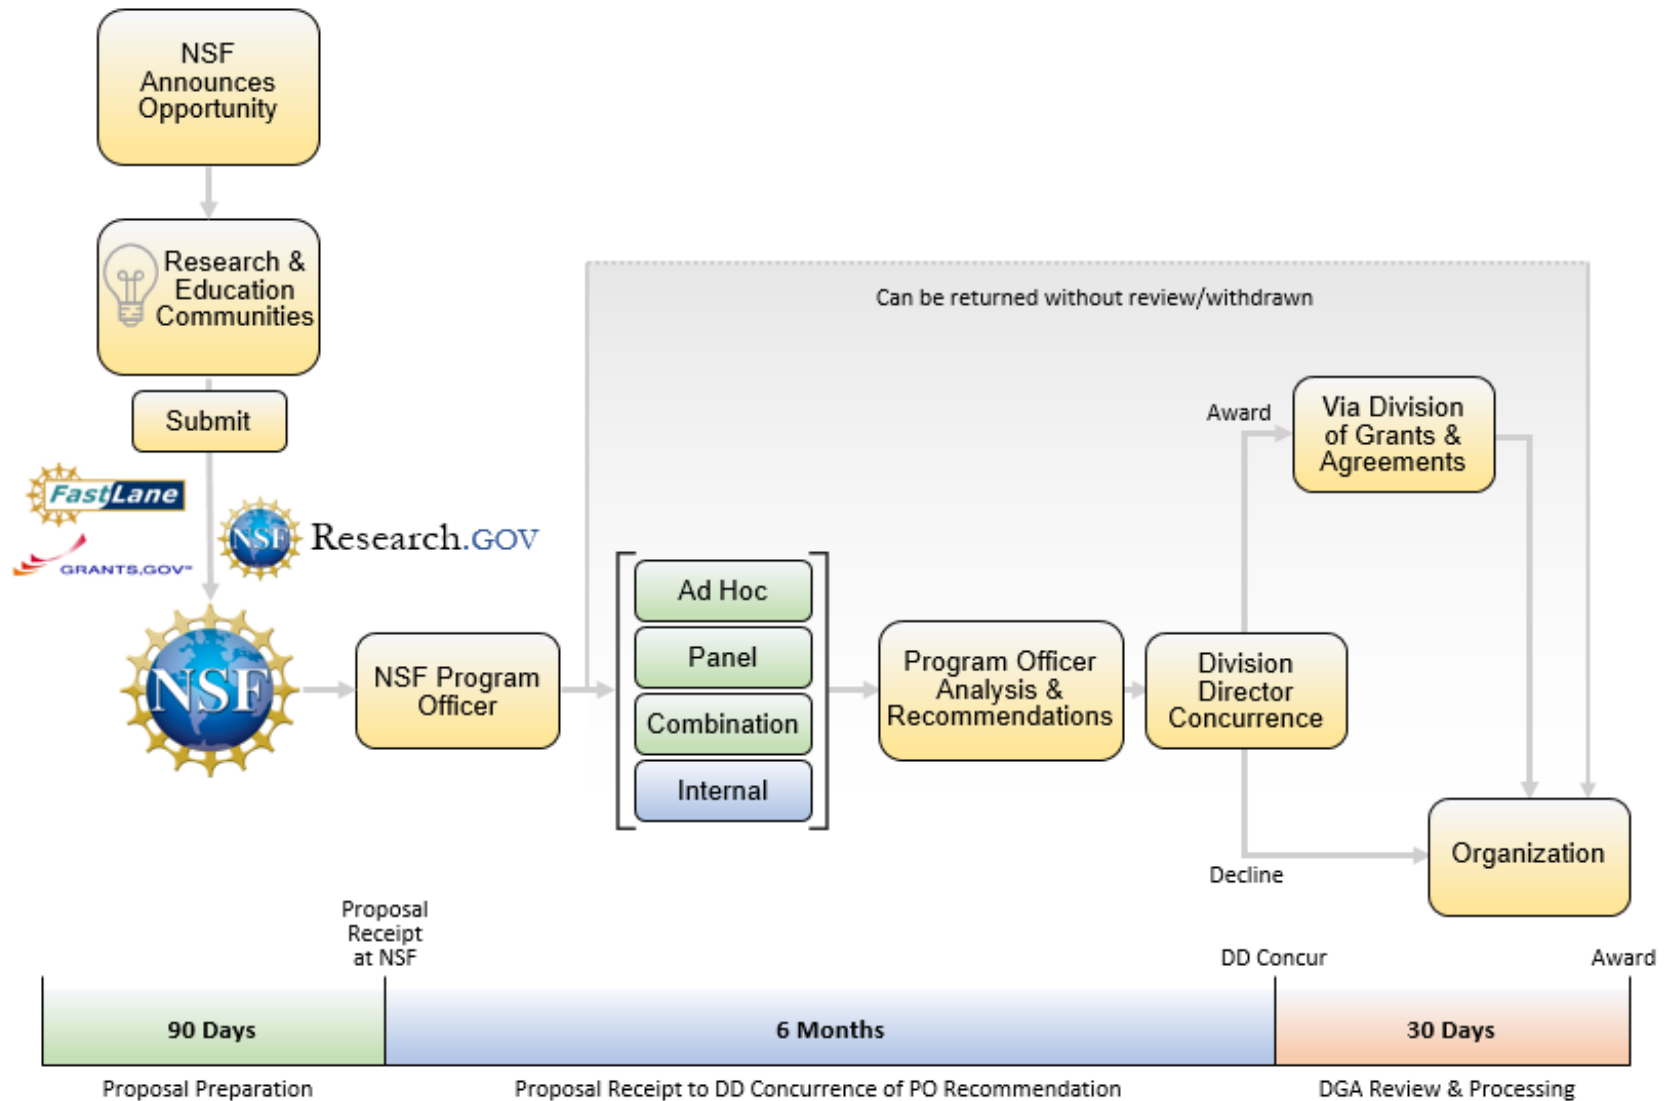 NSF
Announces
Opportunity
Research &
Education
Communities
Submit
FastLane
GRANTS.GOV™
NSF
Research.GOV
NSF
NSF Program
Officer
Can be returned without review/withdrawn
Ad Hoc
Panel
Combination
Internal
Program Officer
Analysis &
Recommendations
Division
Director
Concurrence
Award
Via Division
of Grants &
Agreements
Decline
Organization
Proposal
Receipt
at NSF
DD Concur
Award
90 Days
6 Months
30 Days
Proposal Preparation
Proposal Receipt to DD Concurrence of PO Recommendation
DGA Review & Processing